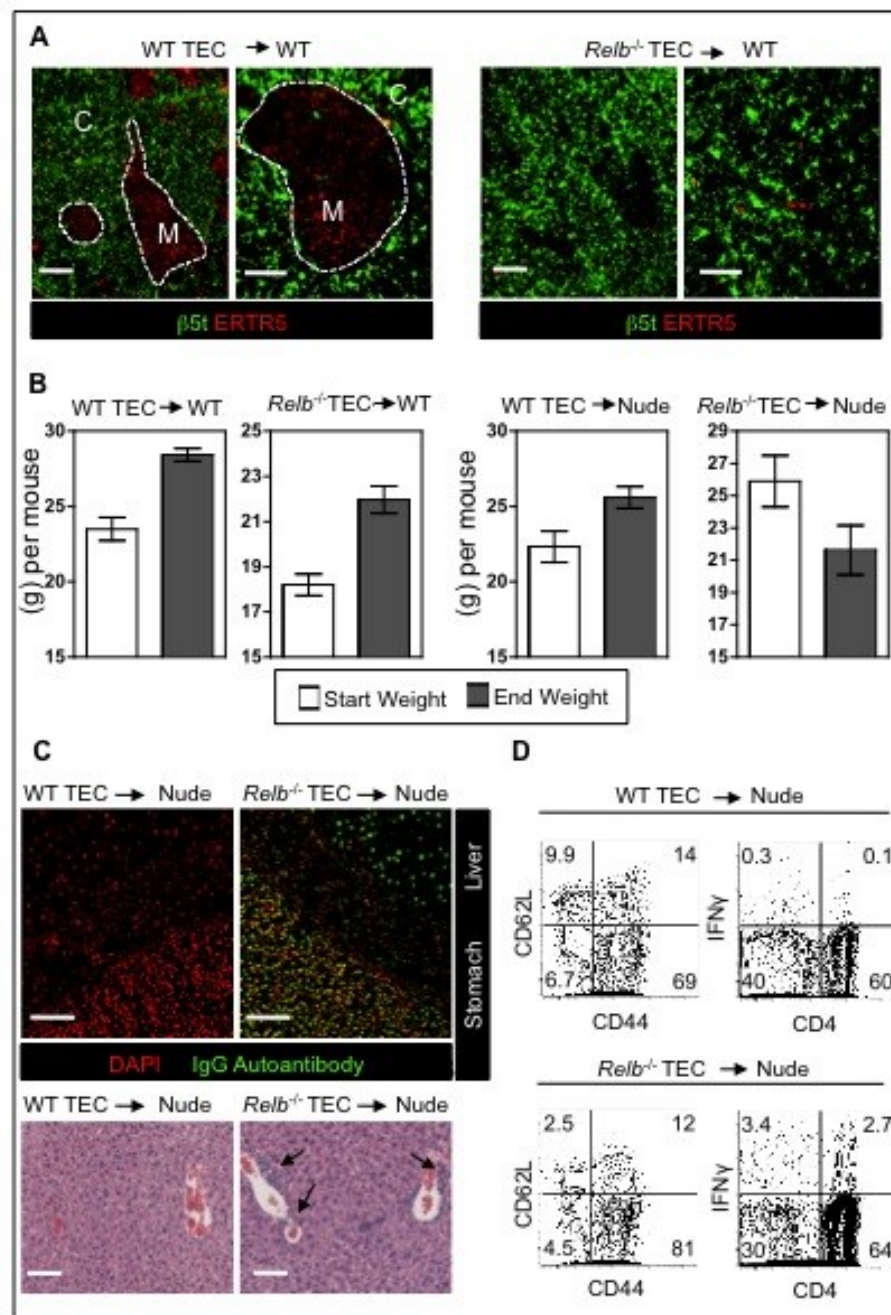 A
WT TEC → WT
Relb-/- TEC → WT
C
M
C
M
β5t ERTR5
β5t ERTR5
B
WT TEC → WT
Relb-/- TEC → WT
WT TEC → Nude
Relb-/- TEC → Nude
(g) per mouse
30
25
20
15
25
23
21
19
17
15
(g) per mouse
30
25
20
15
29
27
25
23
21
19
17
15
Start Weight
End Weight
C
WT TEC → Nude
Relb-/- TEC → Nude
Liver
Stomach
DAPI IgG Autoantibody
WT TEC → Nude
Relb-/- TEC → Nude
D
WT TEC → Nude
CD62L
9.9 14
6.7 69
CD44
IFNγ
0.3 0.1
40 60
CD4
Relb-/- TEC → Nude
CD62L
2.5 12
4.5 81
CD44
IFNγ
3.4 2.7
30 64
CD4